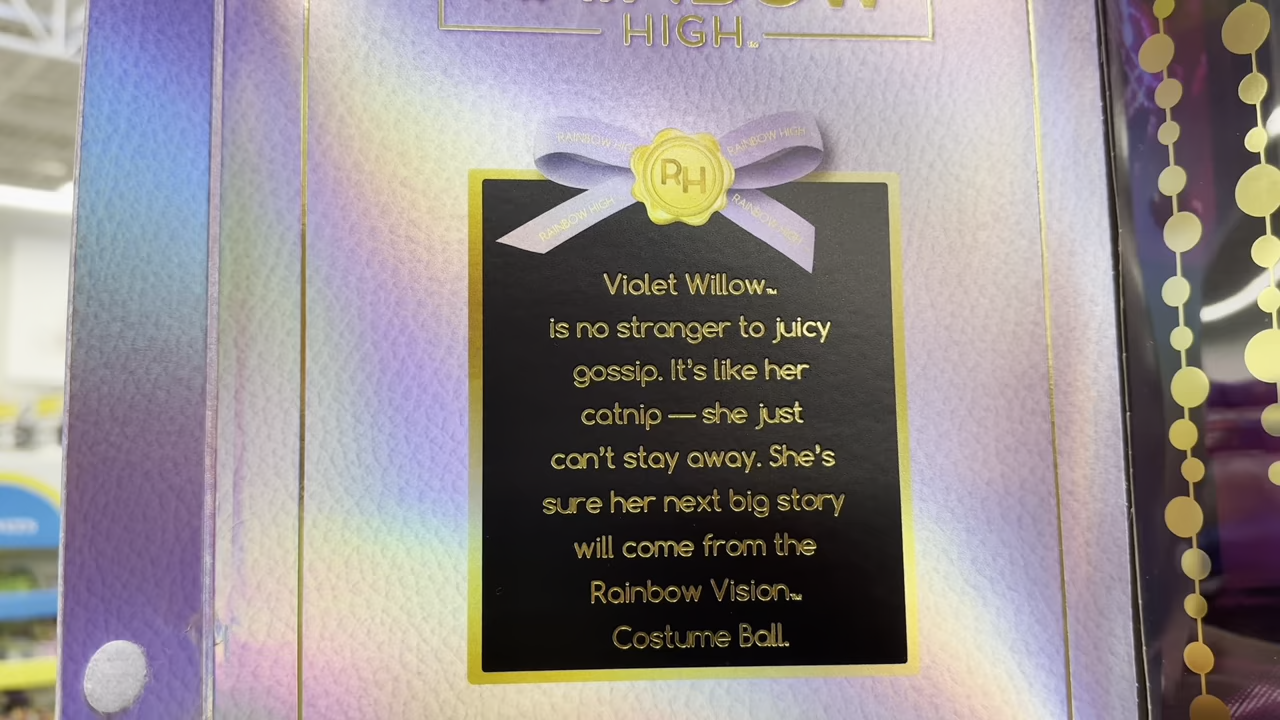 HIGH™
RAINBOW HIGH
RAINBOW HIGH
RH
RAINBOW HIGH
RAINBOW HIGH
Violet Willow™
is no stranger to juicy
gossip. It's like her
catnip — she just
can't stay away. She's
sure her next big story
will come from the
Rainbow Vision™
Costume Ball.